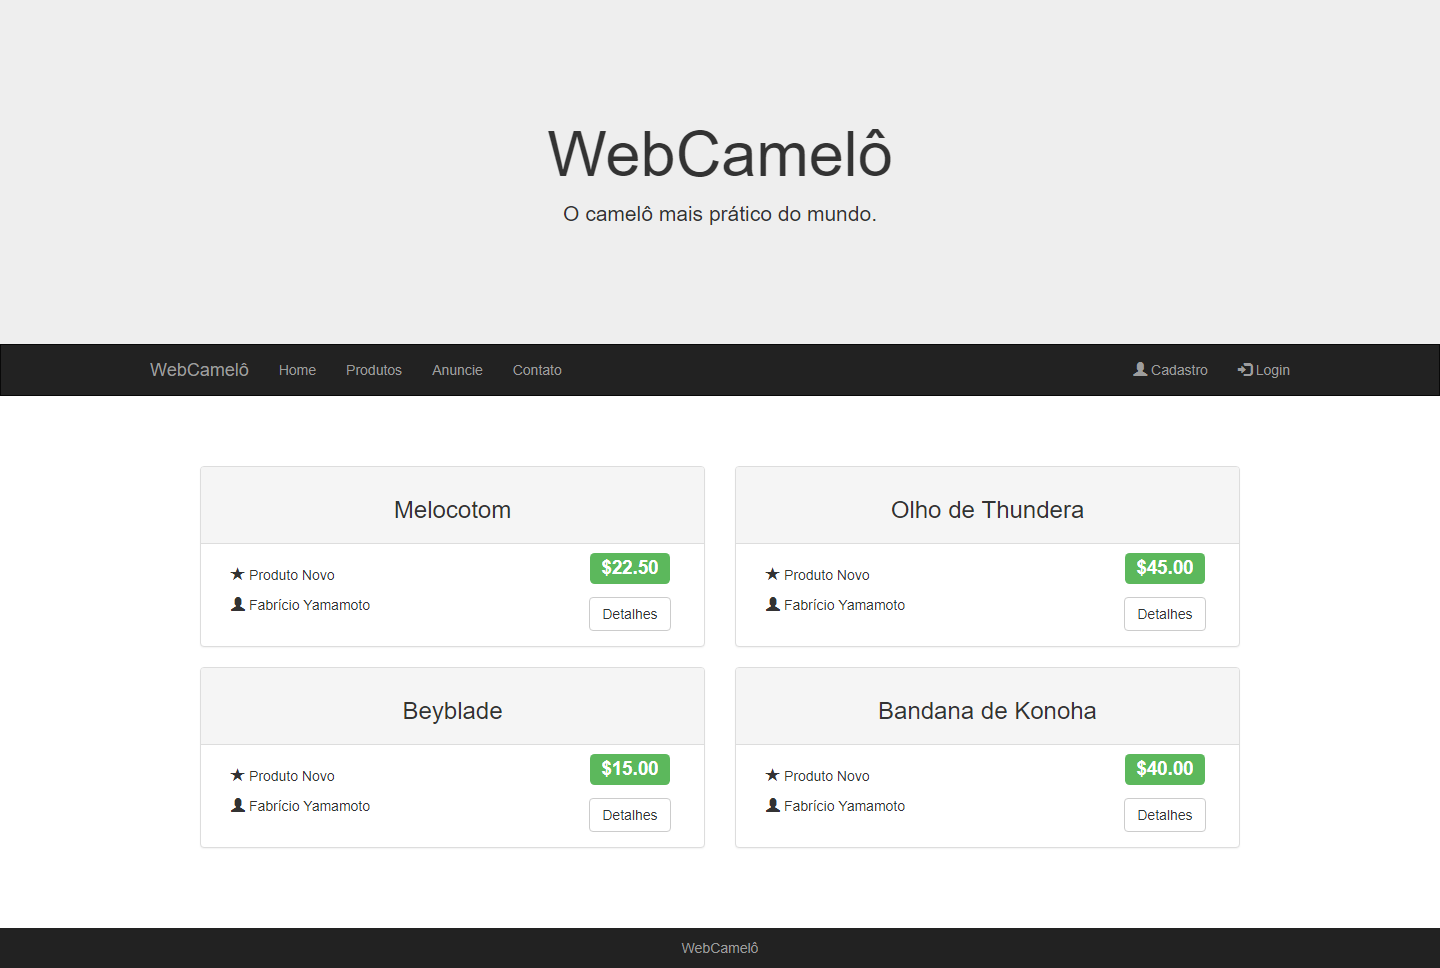 WebCamelô
O camelô mais prático do mundo.
WebCamelô Home Produtos Anuncie Contato Cadastro Login
Melocotom
Produto Novo
$22.50
Fabrício Yamamoto
Detalhes
Olho de Thundera
Produto Novo
$45.00
Fabrício Yamamoto
Detalhes
Beyblade
Produto Novo
$15.00
Fabrício Yamamoto
Detalhes
Bandana de Konoha
Produto Novo
$40.00
Fabrício Yamamoto
Detalhes
WebCamelô